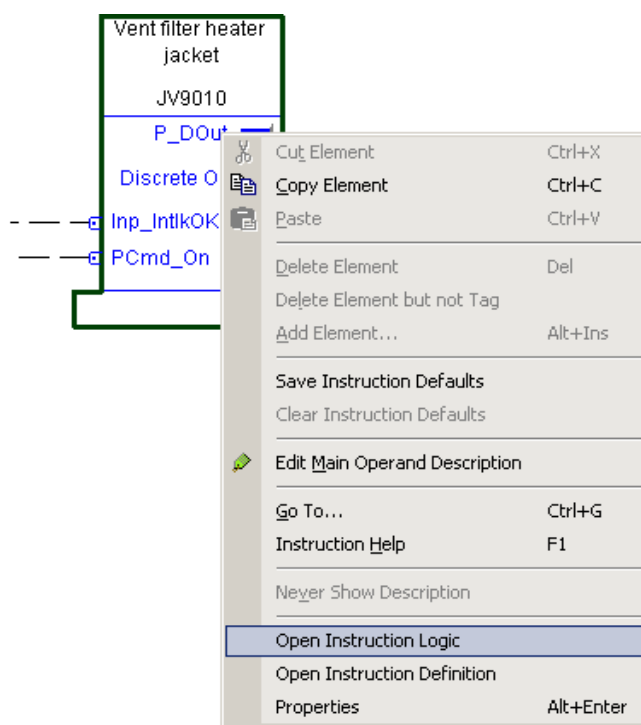 Vent filter heater
jacket
JV9010
P_DOut
Discrete O
Inp_IntlkOK
PCmd_On
Cut Element Ctrl+X
Copy Element Ctrl+C
Paste Ctrl+V
Delete Element Del
Delete Element but not Tag
Add Element... Alt+Ins
Save Instruction Defaults
Clear Instruction Defaults
Edit Main Operand Description
Go To... Ctrl+G
Instruction Help F1
Never Show Description
Open Instruction Logic
Open Instruction Definition
Properties Alt+Enter